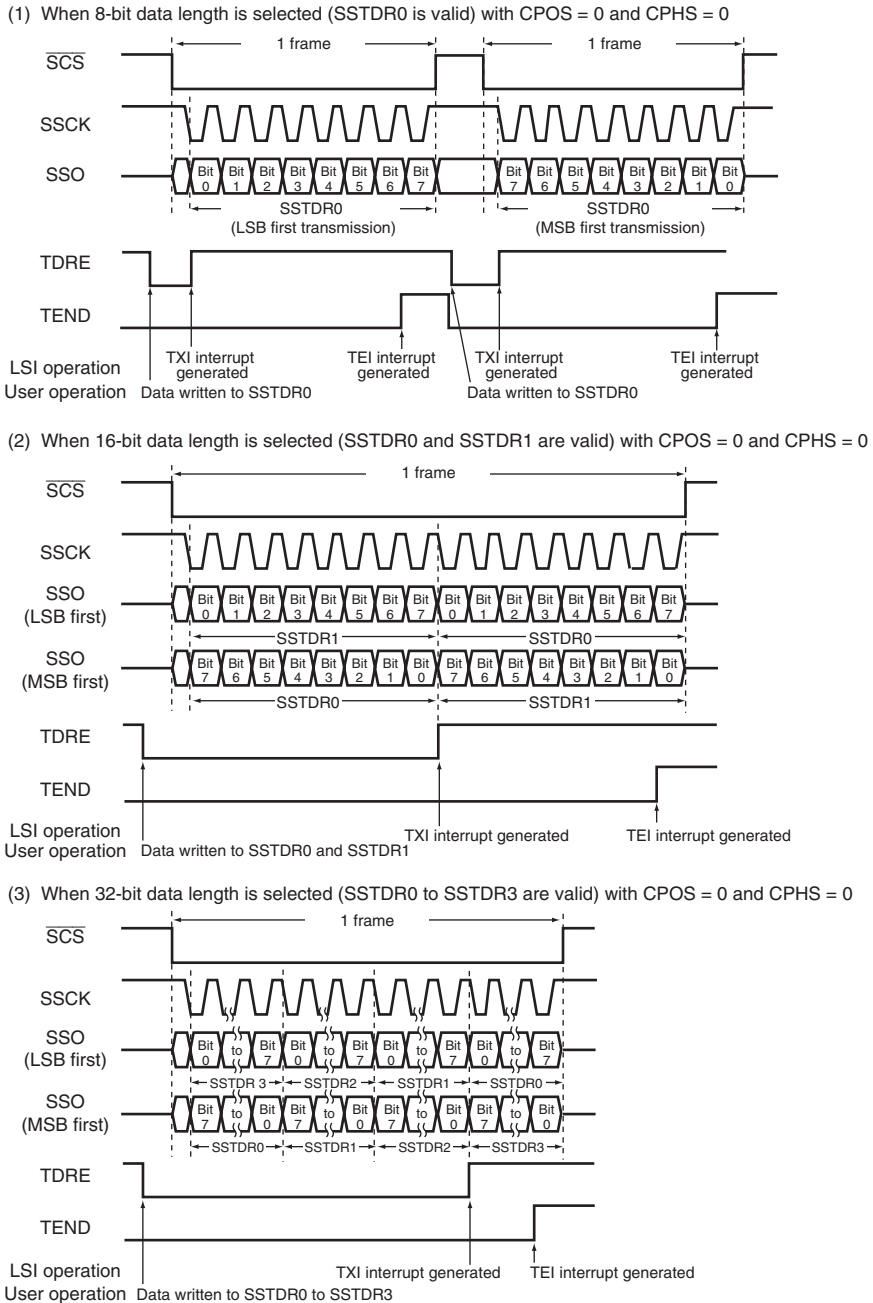 (1) When 8-bit data length is selected (SSTDR0 is valid) with CPOS = 0 and CPHS = 0
1 frame 1 frame
SCS
SSCK
SSO Bit 0 Bit 1 Bit 2 Bit 3 Bit 4 Bit 5 Bit 6 Bit 7 Bit 7 Bit 6 Bit 5 Bit 4 Bit 3 Bit 2 Bit 1 Bit 0
SSTDR0 SSTDR0
(LSB first transmission) (MSB first transmission)
TDRE
TEND
LSI operation TXI interrupt generated TEI interrupt generated TXI interrupt generated TEI interrupt generated
User operation Data written to SSTDR0 Data written to SSTDR0
(2) When 16-bit data length is selected (SSTDR0 and SSTDR1 are valid) with CPOS = 0 and CPHS = 0
1 frame
SCS
SSCK
SSO (LSB first) Bit 0 Bit 1 Bit 2 Bit 3 Bit 4 Bit 5 Bit 6 Bit 7 Bit 0 Bit 1 Bit 2 Bit 3 Bit 4 Bit 5 Bit 6 Bit 7
SSTDR1 SSTDR0
SSO (MSB first) Bit 7 Bit 6 Bit 5 Bit 4 Bit 3 Bit 2 Bit 1 Bit 0 Bit 7 Bit 6 Bit 5 Bit 4 Bit 3 Bit 2 Bit 1 Bit 0
SSTDR0 SSTDR1
TDRE
TEND
LSI operation TXI interrupt generated TEI interrupt generated
User operation Data written to SSTDR0 and SSTDR1
(3) When 32-bit data length is selected (SSTDR0 to SSTDR3 are valid) with CPOS = 0 and CPHS = 0
1 frame
SCS
SSCK
SSO (LSB first) Bit 0 to Bit 7 Bit 0 to Bit 7 Bit 0 to Bit 7 Bit 0 to Bit 7
SSTDR 3 SSTDR2 SSTDR1 SSTDR0
SSO (MSB first) Bit 7 to Bit 0 Bit 7 to Bit 0 Bit 7 to Bit 0 Bit 7 to Bit 0
SSTDR0 SSTDR1 SSTDR2 SSTDR3
TDRE
TEND
LSI operation TXI interrupt generated TEI interrupt generated
User operation Data written to SSTDR0 to SSTDR3